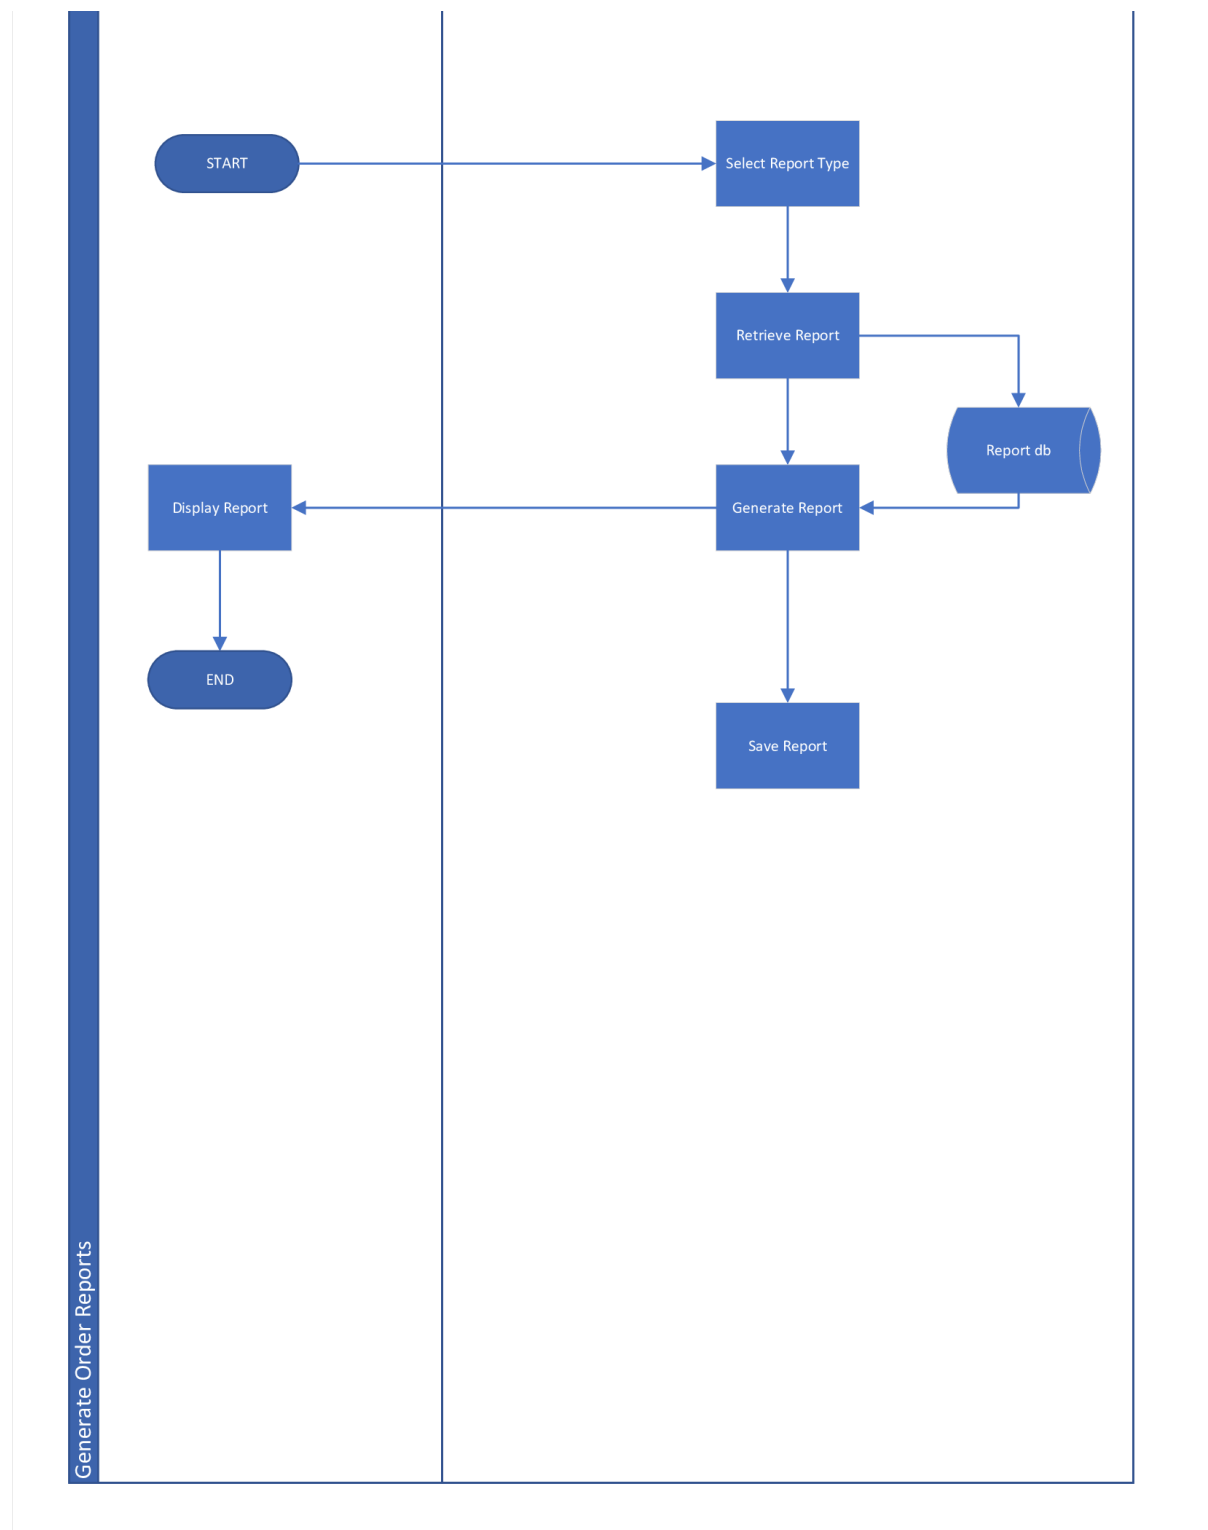 START
Select Report Type
Retrieve Report
Report db
Display Report
Generate Report
END
Save Report
Generate Order Reports